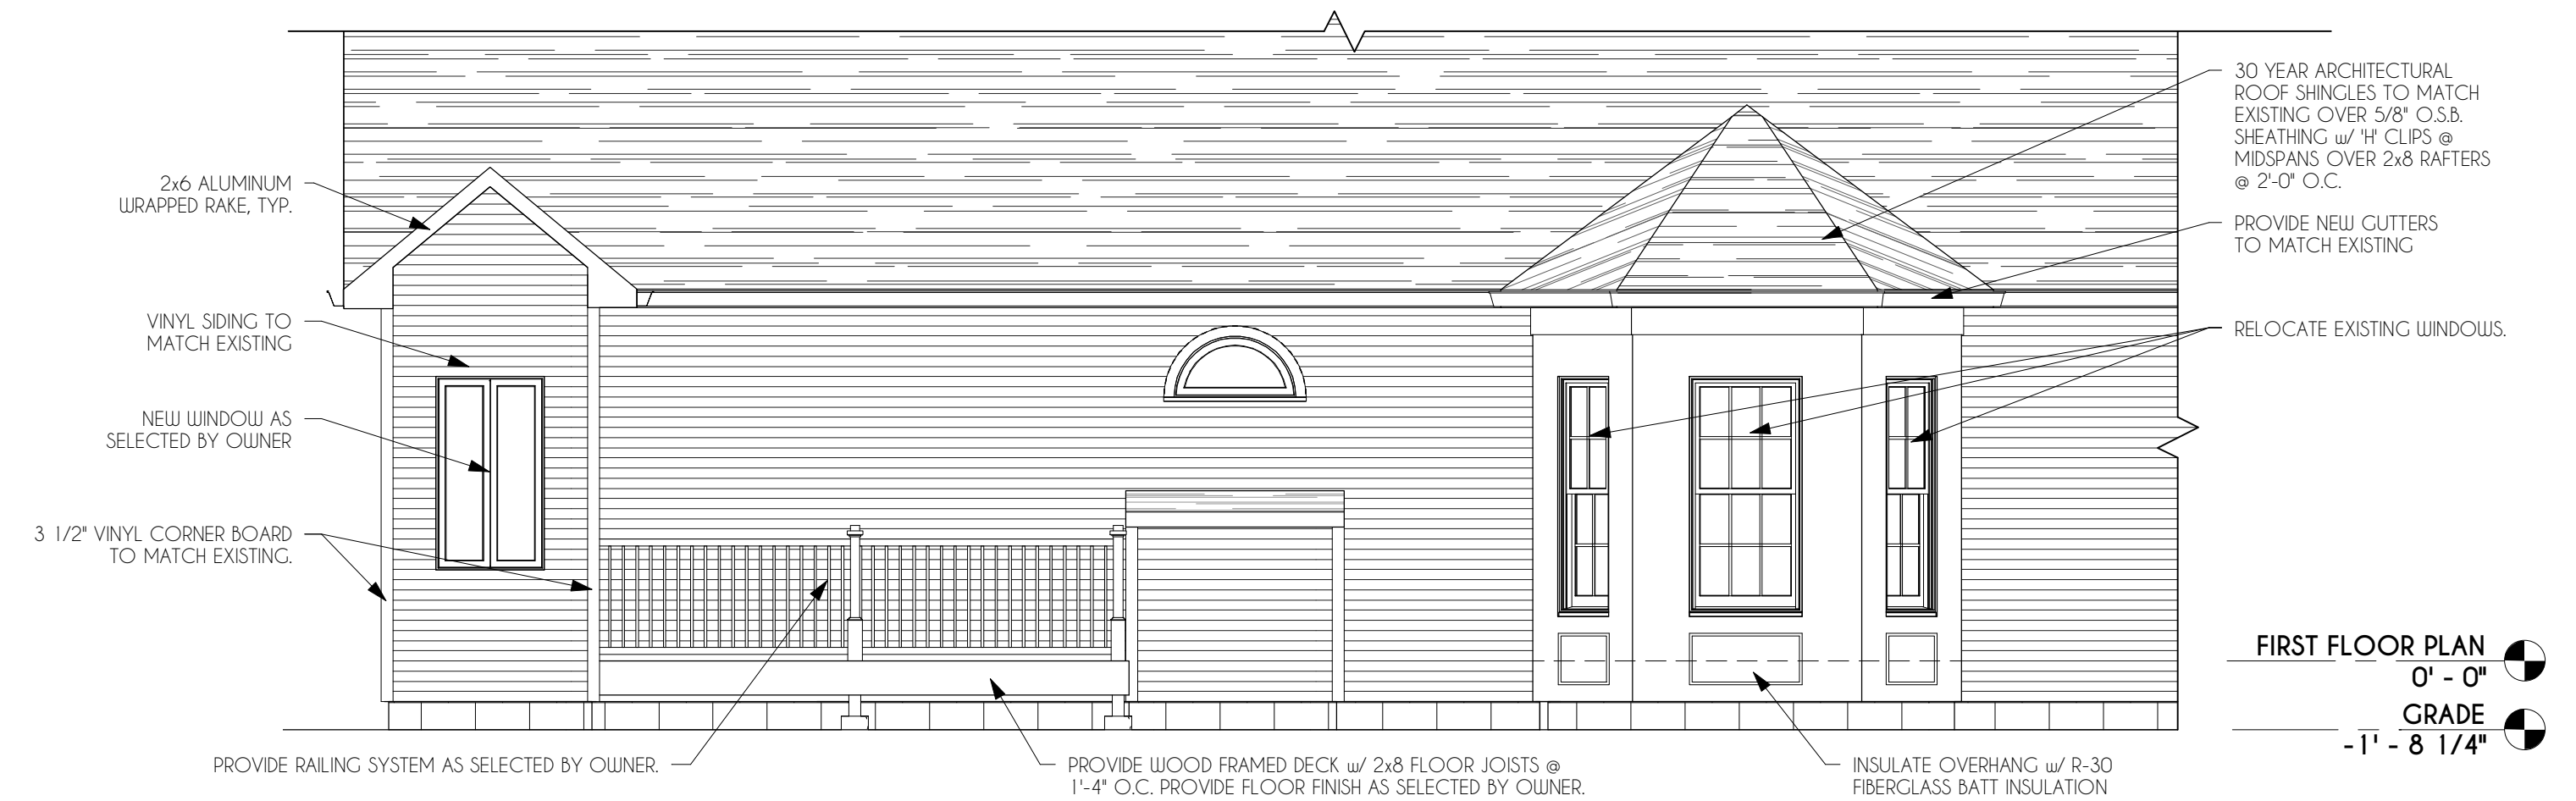 2x6 ALUMINUM
WRAPPED RAKE, TYP.
VINYL SIDING TO
MATCH EXISTING
NEW WINDOW AS
SELECTED BY OWNER
3 1/2" VINYL CORNER BOARD
TO MATCH EXISTING.
PROVIDE RAILING SYSTEM AS SELECTED BY OWNER.
PROVIDE WOOD FRAMED DECK w/ 2x8 FLOOR JOISTS @
1'-4" O.C. PROVIDE FLOOR FINISH AS SELECTED BY OWNER.
INSULATE OVERHANG w/ R-30
FIBERGLASS BATT INSULATION
30 YEAR ARCHITECTURAL
ROOF SHINGLES TO MATCH
EXISTING OVER 5/8" O.S.B.
SHEATHING w/ 'H' CLIPS @
MIDSPANS OVER 2x8 RAFTERS
@ 2'-0" O.C.
PROVIDE NEW GUTTERS
TO MATCH EXISTING
RELOCATE EXISTING WINDOWS.
FIRST FLOOR PLAN
0' - 0"
GRADE
-1' - 8 1/4"